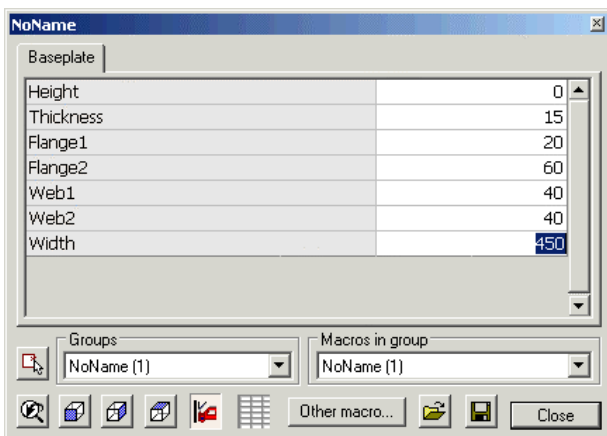 NoName
Baseplate
Height 0
Thickness 15
Flange1 20
Flange2 60
Web1 40
Web2 40
Width 450
Groups Macros in group
NoName (1) NoName (1)
Other macro... Close